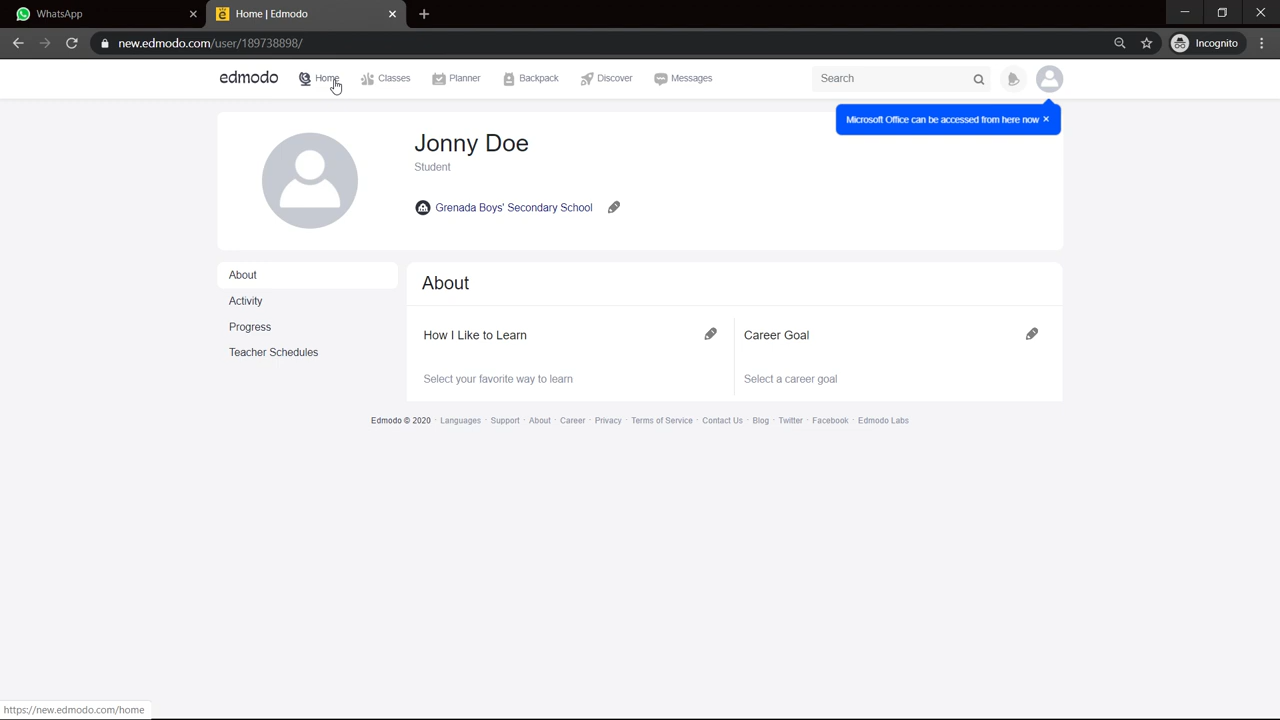 WhatsApp
Home | Edmodo
new.edmodo.com/user/189738898/
Incognito
edmodo Home Classes Planner Backpack Discover Messages Search
Microsoft Office can be accessed from here now ×
Jonny Doe
Student
Grenada Boys' Secondary School
About
Activity
Progress
Teacher Schedules
About
How I Like to Learn
Select your favorite way to learn
Career Goal
Select a career goal
Edmodo © 2020 · Languages · Support · About · Career · Privacy · Terms of Service · Contact Us · Blog · Twitter · Facebook · Edmodo Labs
https://new.edmodo.com/home